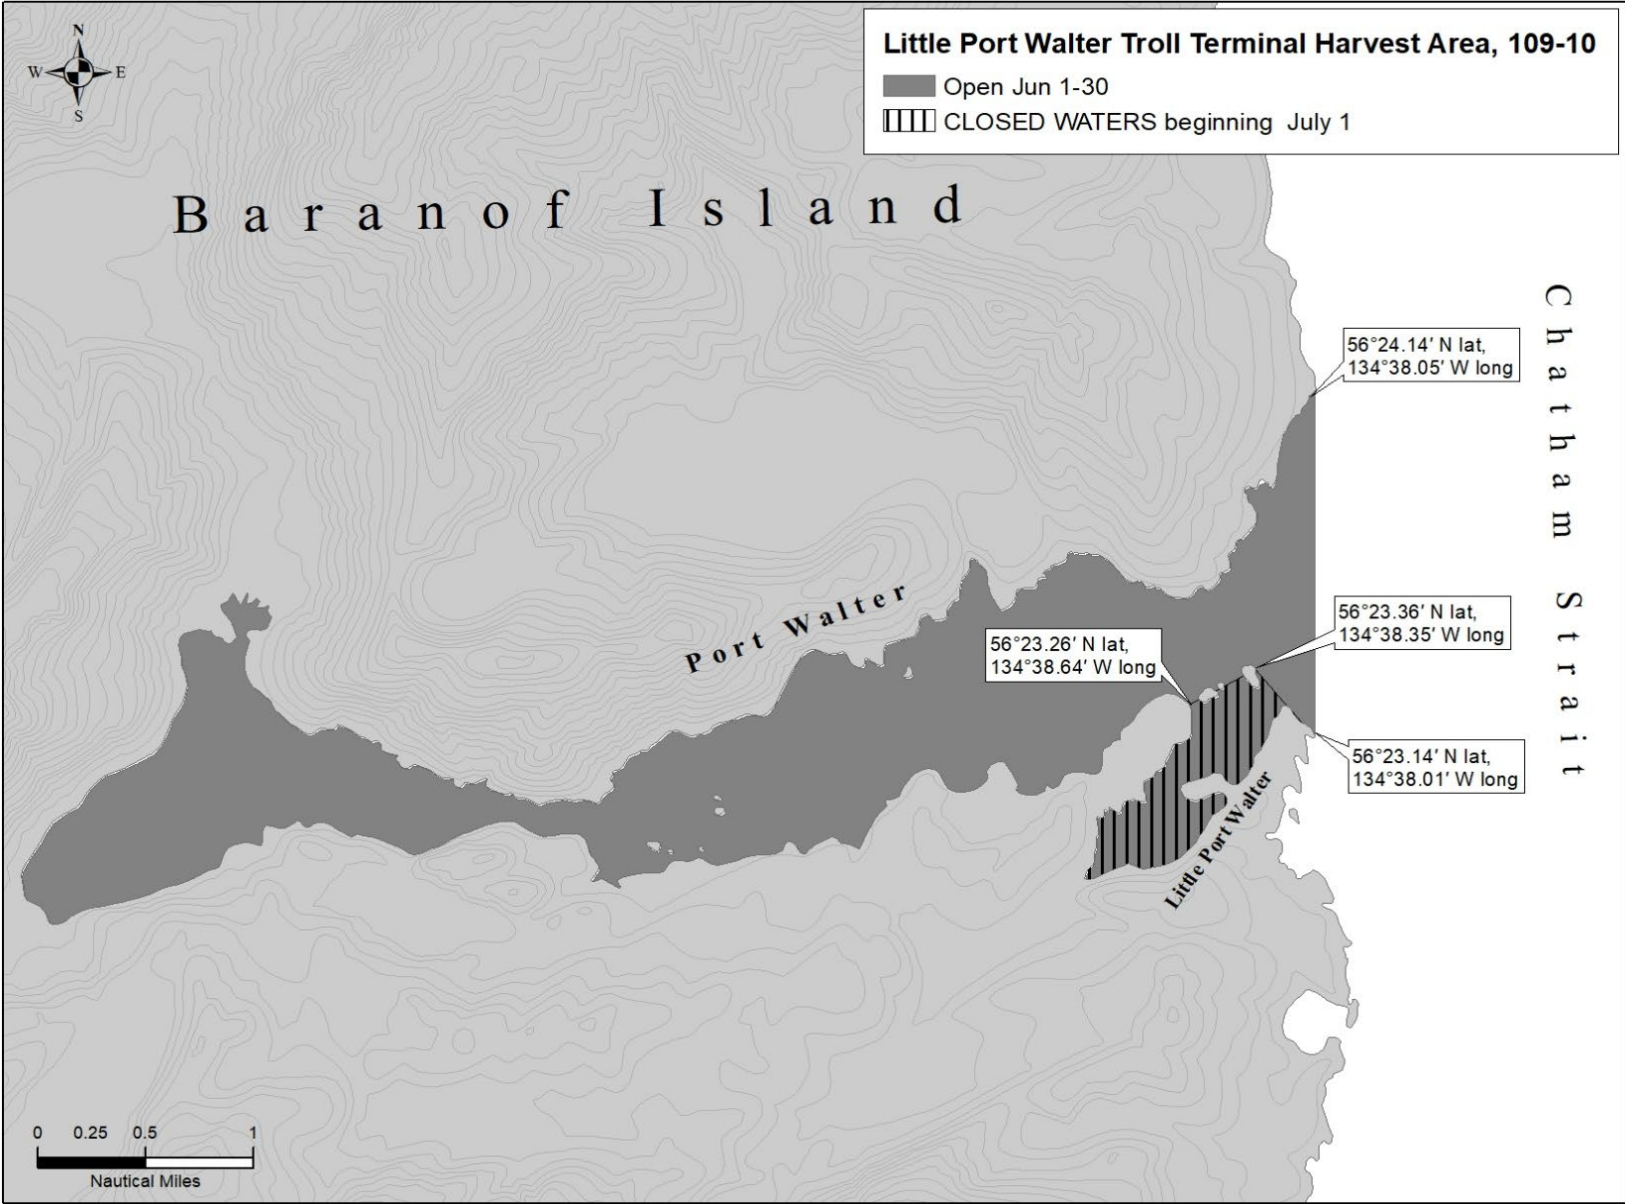 N
W E
S
Little Port Walter Troll Terminal Harvest Area, 109-10
Open Jun 1-30
CLOSED WATERS beginning July 1
Baranof Island
Chatham Strait
56°24.14′ N lat,
134°38.05′ W long
Port Walter
56°23.36′ N lat,
134°38.35′ W long
56°23.26′ N lat,
134°38.64′ W long
56°23.14′ N lat,
134°38.01′ W long
Little Port Walter
0 0.25 0.5 1
Nautical Miles